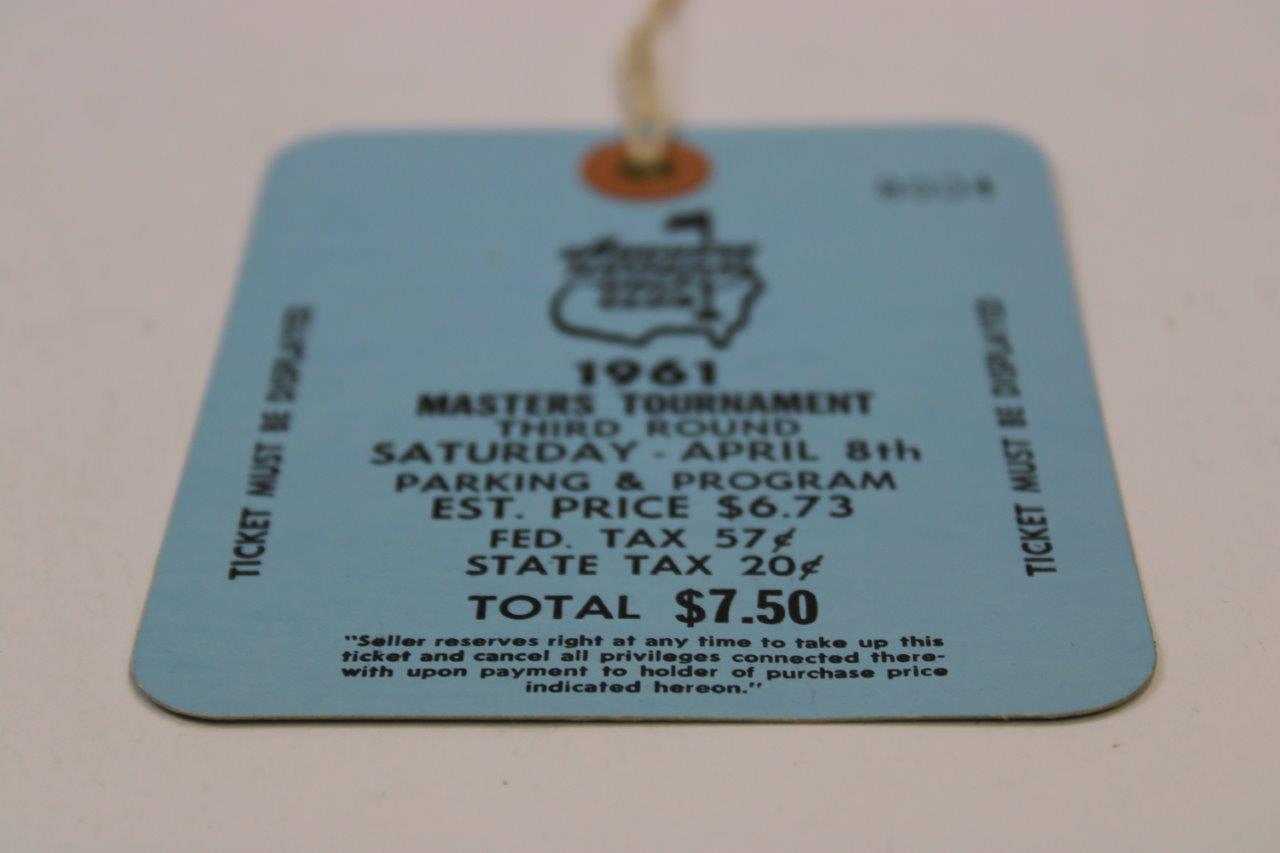 1961
MASTERS TOURNAMENT
THIRD ROUND
SATURDAY - APRIL 8th
PARKING & PROGRAM
EST. PRICE $6.73
FED. TAX 57¢
STATE TAX 20¢
TOTAL $7.50
"Seller reserves right at any time to take up this
ticket and cancel all privileges connected there-
with upon payment to holder of purchase price
indicated hereon."
TICKET MUST BE DISPLAYED
TICKET MUST BE DISPLAYED